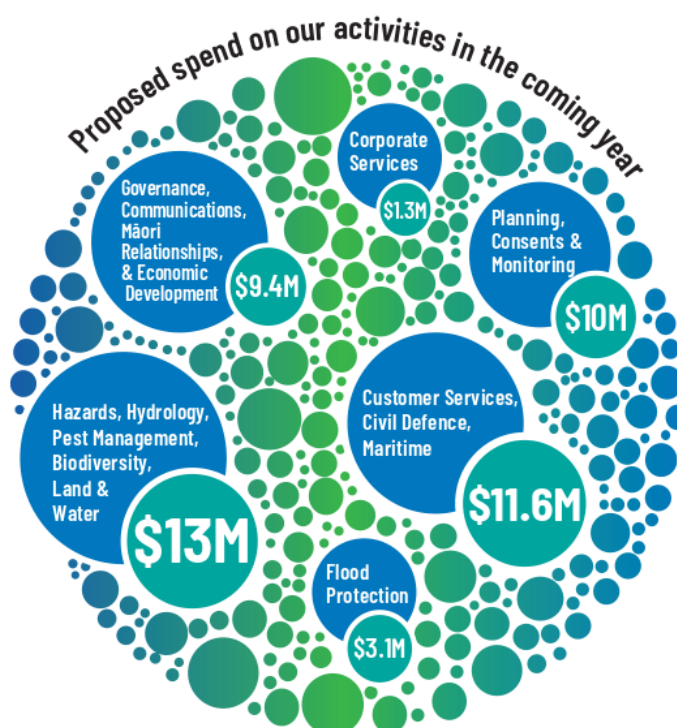 Proposed spend on our activities in the coming year
Corporate
Services
$1.3M
Governance,
Communications,
Māori
Relationships,
& Economic
Development
$9.4M
Planning,
Consents &
Monitoring
$10M
Hazards, Hydrology,
Pest Management,
Biodiversity,
Land &
Water
$13M
Customer Services,
Civil Defence,
Maritime
$11.6M
Flood
Protection
$3.1M